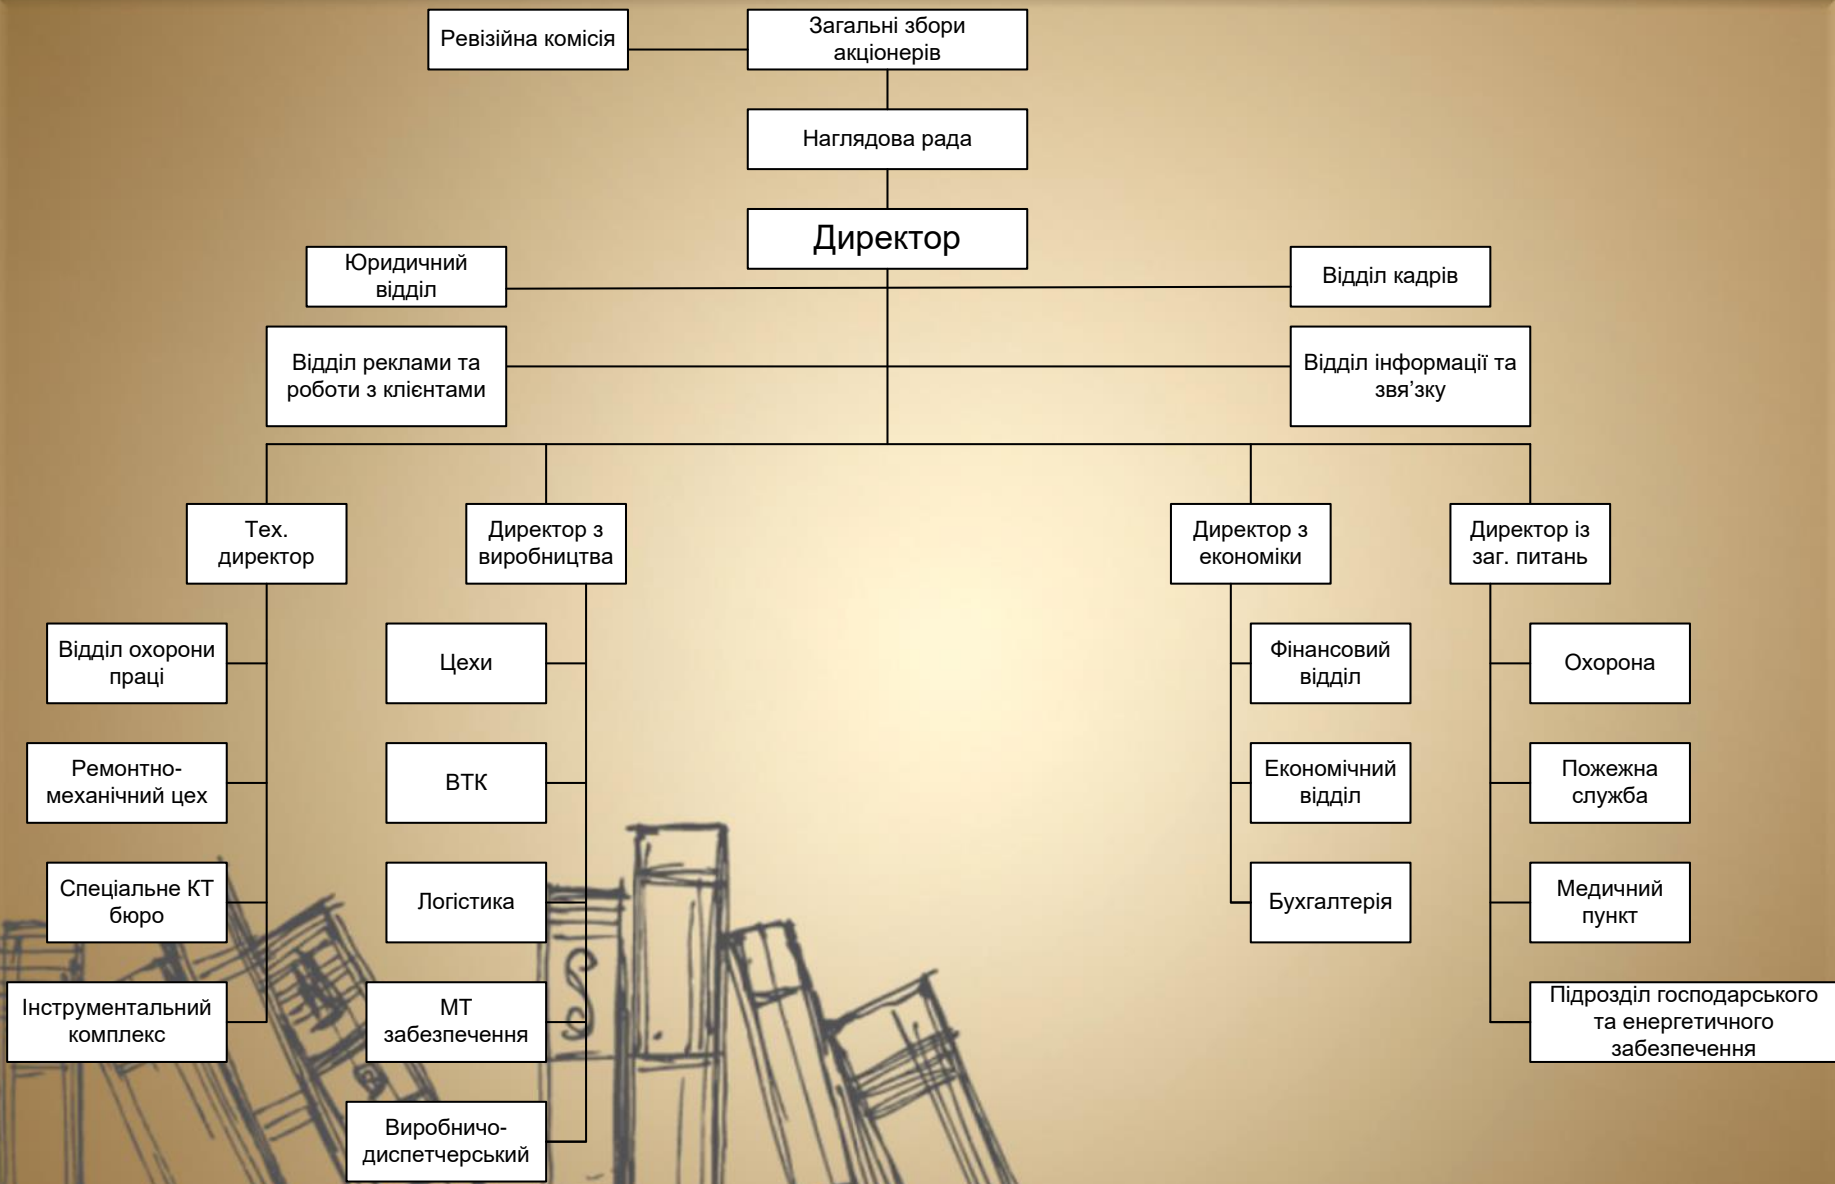 Ревізійна комісія
Загальні збори
акціонерів
Наглядова рада
Директор
Юридичний
відділ
Відділ кадрів
Відділ реклами та
роботи з клієнтами
Відділ інформації та
звя’зку
Тех.
директор
Директор з
виробництва
Директор з
економіки
Директор із
заг. питань
Відділ охорони
праці
Цехи
Фінансовий
відділ
Охорона
Ремонтно-
механічний цех
ВТК
Економічний
відділ
Пожежна
служба
Спеціальне КТ
бюро
Логістика
Бухгалтерія
Медичний
пункт
Інструментальний
комплекс
МТ
забезпечення
Підрозділ господарського
та енергетичного
забезпечення
Виробничо-
диспетчерський